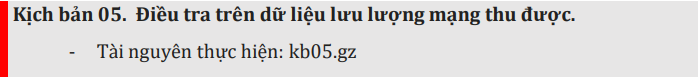 Kịch bản 05. Điều tra trên dữ liệu lưu lượng mạng thu được.
- Tài nguyên thực hiện: kb05.gz